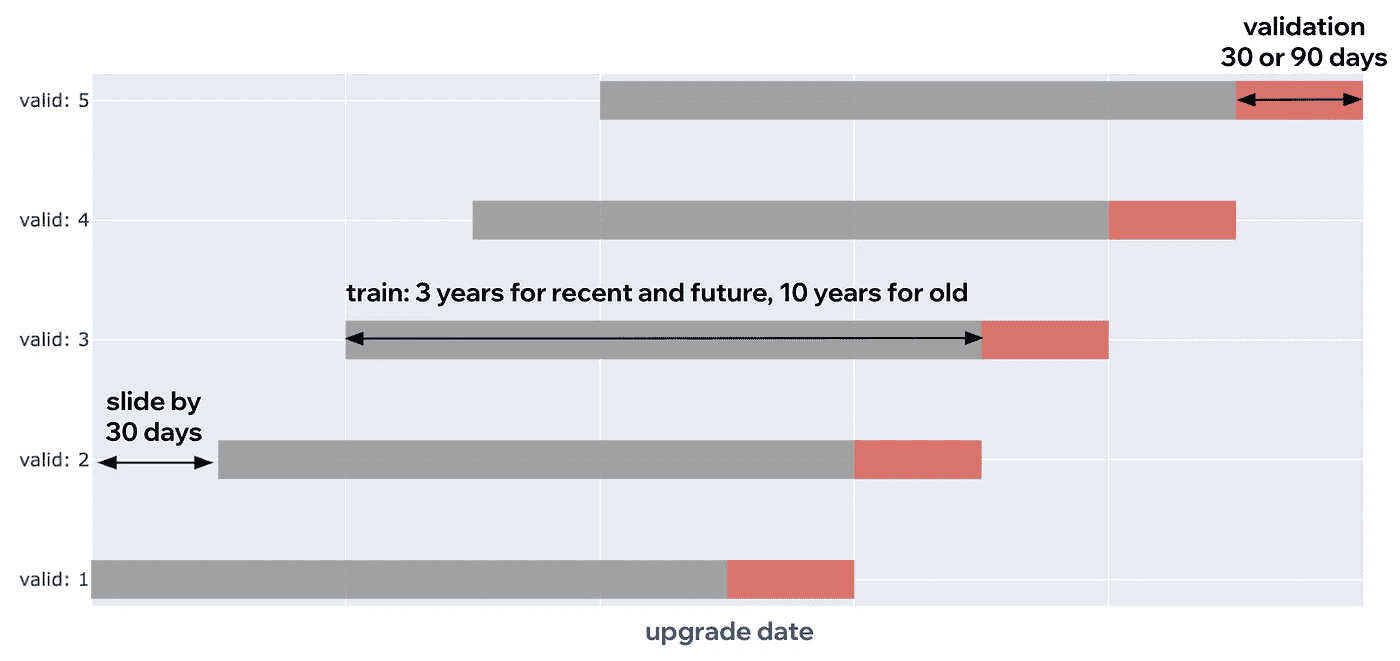 validation
30 or 90 days
valid: 5
valid: 4
train: 3 years for recent and future, 10 years for old
valid: 3
slide by
30 days
valid: 2
valid: 1
upgrade date